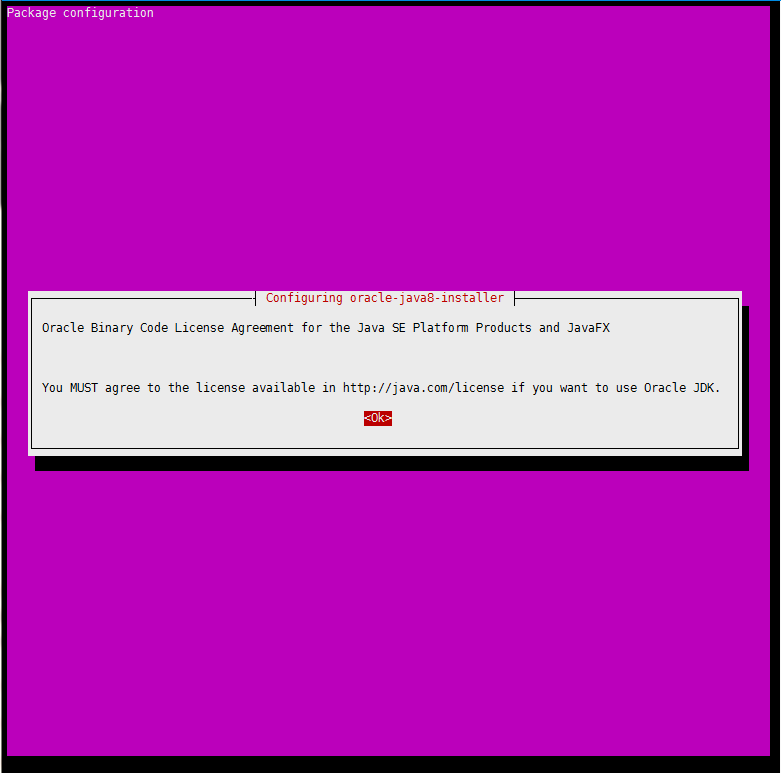 Package configuration
Configuring oracle-java8-installer
Oracle Binary Code License Agreement for the Java SE Platform Products and JavaFX
You MUST agree to the license available in http://java.com/license if you want to use Oracle JDK.
<Ok>